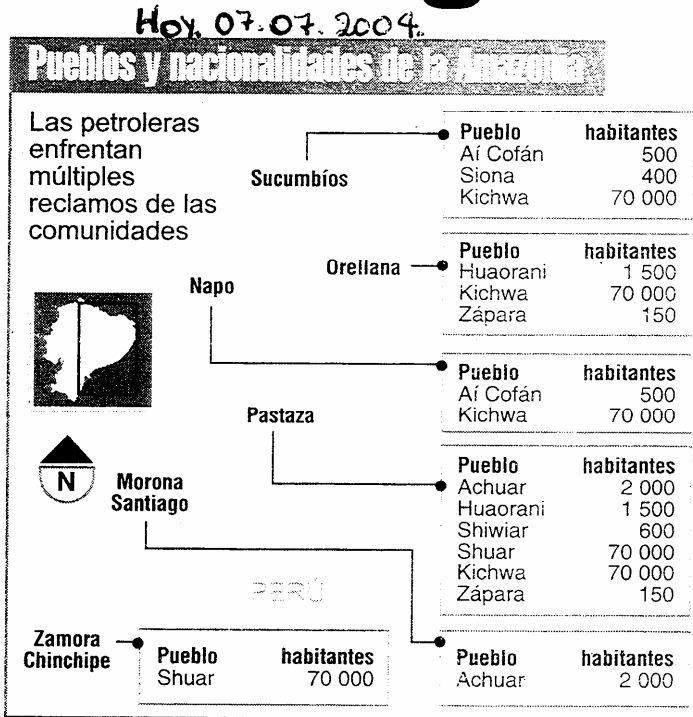 Hoy. 07.07.2004.
Pueblos y nacionalidades de la Amazonia
Las petroleras
enfrentan
múltiples
reclamos de las
comunidades
Sucumbíos
Pueblo habitantes
Aí Cofán 500
Siona 400
Kichwa 70 000
Orellana
Pueblo habitantes
Huaorani 1 500
Kichwa 70 000
Zápara 150
Napo
Pueblo habitantes
Aí Cofán 500
Kichwa 70 000
Pastaza
Pueblo habitantes
Achuar 2 000
Huaorani 1 500
Shiwiar 600
Shuar 70 000
Kichwa 70 000
Zápara 150
N
Morona
Santiago
Pueblo habitantes
Achuar 2 000
PERÚ
Zamora
Chinchipe
Pueblo habitantes
Shuar 70 000